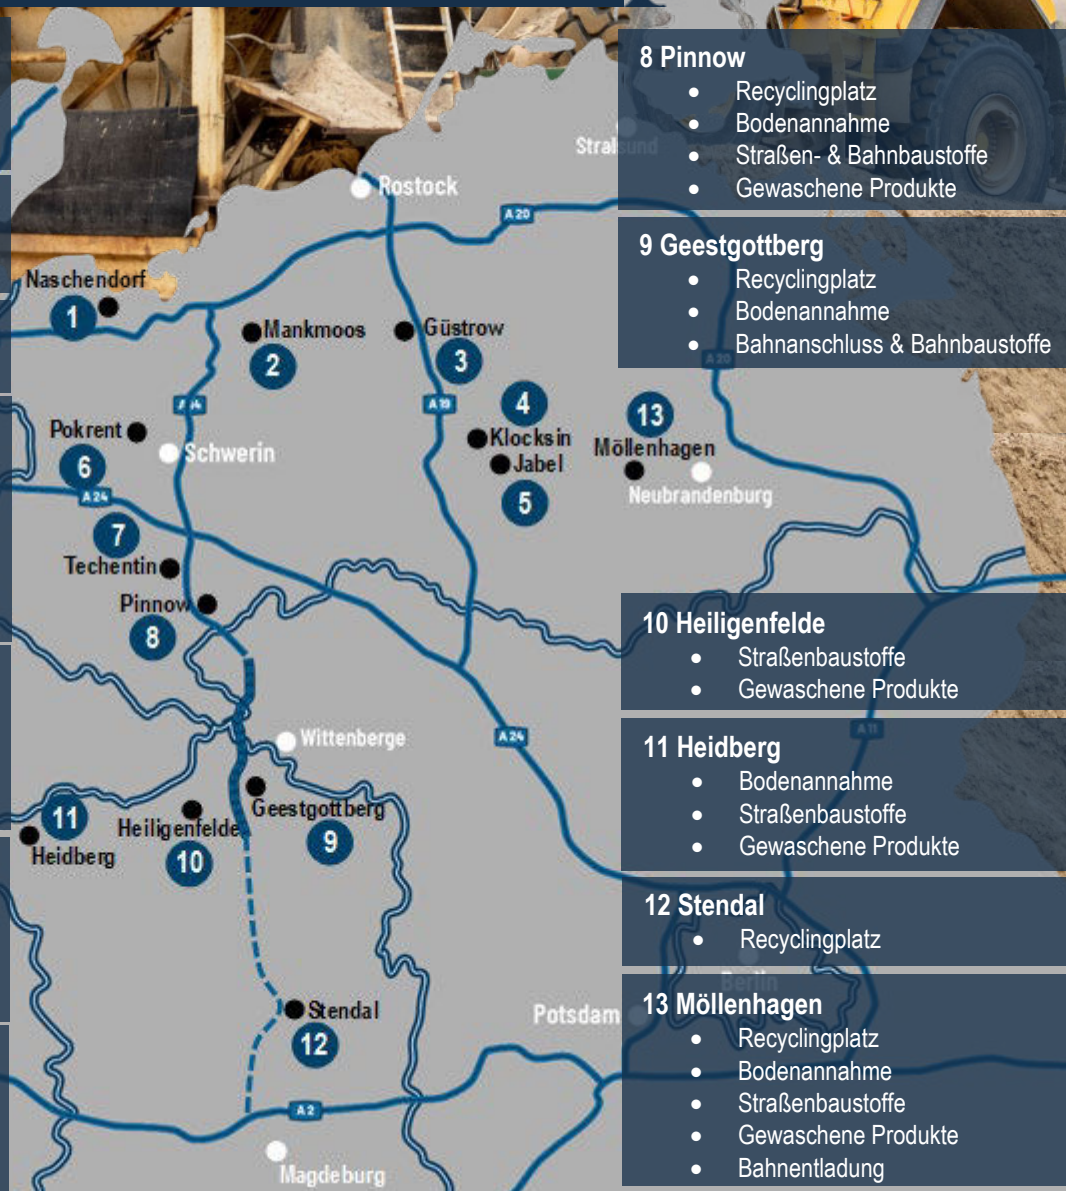 Stralsund
Rostock
A 20
Naschendorf
1
Mankmoos
2
Güstrow
3
A 20
A 14
A 19
4
Klocksin
Jabel
5
13
Möllenhagen
Neubrandenburg
Pokrent
6
Schwerin
A 24
7
Techentin
Pinnow
8
Wittenberge
A 24
A 11
11
Heidberg
Heiligenfelde
10
Geestgottberg
9
Stendal
12
Potsdam
Berlin
A 2
Magdeburg
8 Pinnow
• Recyclingplatz
• Bodenannahme
• Straßen- & Bahnbaustoffe
• Gewaschene Produkte
9 Geestgottberg
• Recyclingplatz
• Bodenannahme
• Bahnanschluss & Bahnbaustoffe
10 Heiligenfelde
• Straßenbaustoffe
• Gewaschene Produkte
11 Heidberg
• Bodenannahme
• Straßenbaustoffe
• Gewaschene Produkte
12 Stendal
• Recyclingplatz
13 Möllenhagen
• Recyclingplatz
• Bodenannahme
• Straßenbaustoffe
• Gewaschene Produkte
• Bahnentladung